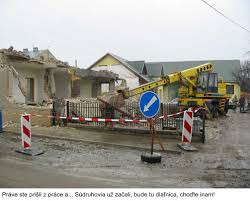 Práve ste prišli z práce a... Súdruhovia už začali, bude tu diaľnica, choďte inam!